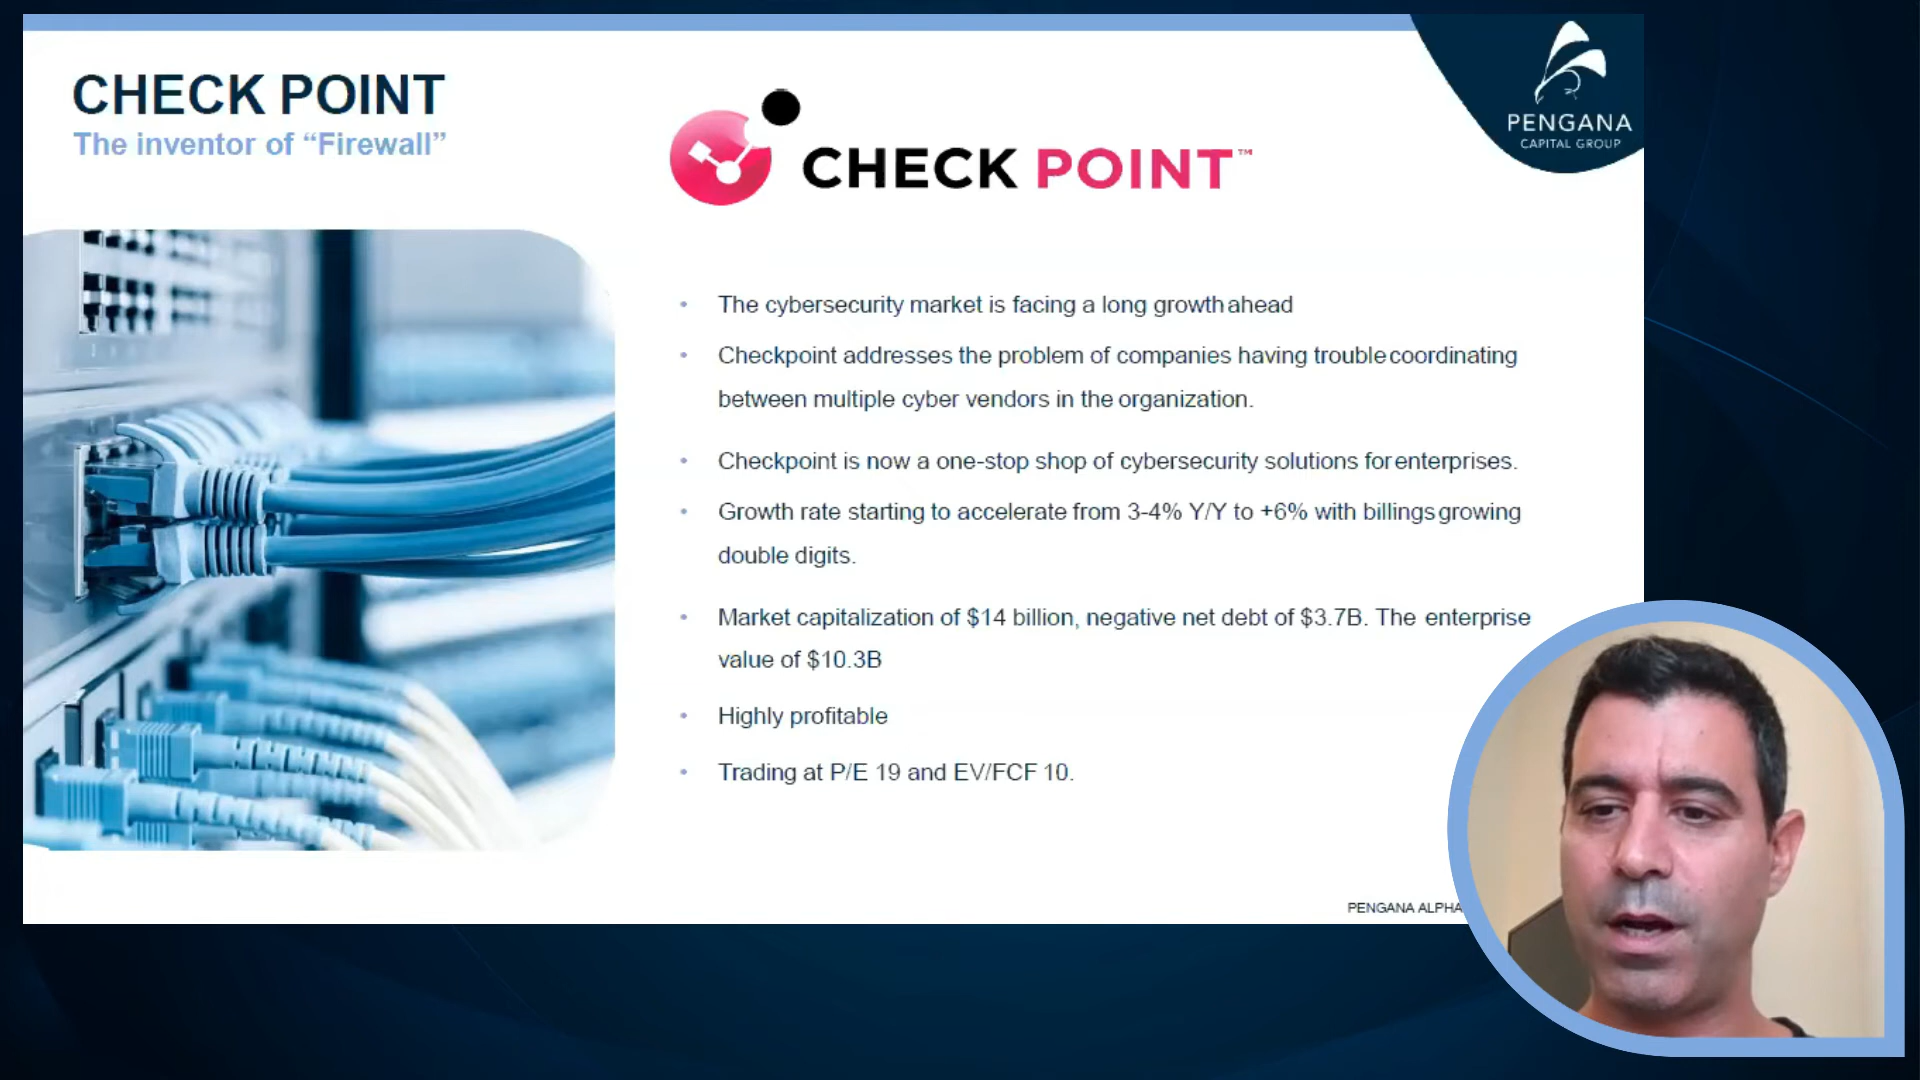 CHECK POINT
The inventor of “Firewall”
CHECK POINT™
PENGANA
CAPITAL GROUP
• The cybersecurity market is facing a long growth ahead
• Checkpoint addresses the problem of companies having trouble coordinating
between multiple cyber vendors in the organization.
• Checkpoint is now a one-stop shop of cybersecurity solutions for enterprises.
• Growth rate starting to accelerate from 3-4% Y/Y to +6% with billings growing
double digits.
• Market capitalization of $14 billion, negative net debt of $3.7B. The enterprise
value of $10.3B
• Highly profitable
• Trading at P/E 19 and EV/FCF 10.
PENGANA ALPHA